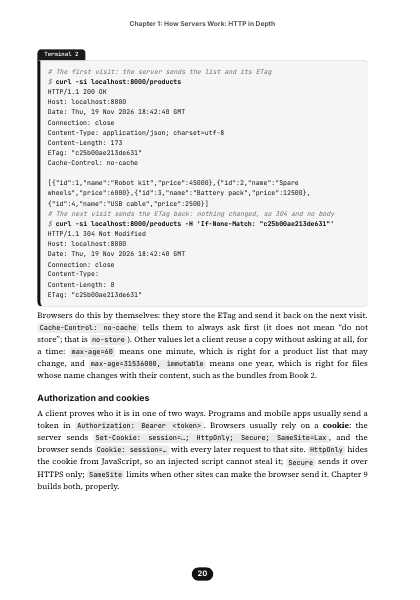 Chapter 1: How Servers Work: HTTP in Depth
Terminal 2
# The first visit: the server sends the list and its ETag
$ curl -si localhost:8000/products
HTTP/1.1 200 OK
Host: localhost:8000
Date: Thu, 19 Nov 2026 18:42:40 GMT
Connection: close
Content-Type: application/json; charset=utf-8
Content-Length: 173
ETag: "c25b00ae213de631"
Cache-Control: no-cache
[{"id":1,"name":"Robot kit","price":45000},{"id":2,"name":"Spare
wheels","price":6000},{"id":3,"name":"Battery pack","price":12500},
{"id":4,"name":"USB cable","price":2500}]
# The next visit sends the ETag back: nothing changed, so 304 and no body
$ curl -si localhost:8000/products -H 'If-None-Match: "c25b00ae213de631"'
HTTP/1.1 304 Not Modified
Host: localhost:8000
Date: Thu, 19 Nov 2026 18:42:40 GMT
Connection: close
Content-Type:
Content-Length: 0
ETag: "c25b00ae213de631"
Browsers do this by themselves: they store the ETag and send it back on the next visit.
Cache-Control: no-cache tells them to always ask first (it does not mean “do not
store”; that is no-store). Other values let a client reuse a copy without asking at all, for
a time: max-age=60 means one minute, which is right for a product list that may
change, and max-age=31536000, immutable means one year, which is right for files
whose name changes with their content, such as the bundles from Book 2.
Authorization and cookies
A client proves who it is in one of two ways. Programs and mobile apps usually send a
token in Authorization: Bearer <token>. Browsers usually rely on a cookie: the
server sends Set-Cookie: session=…; HttpOnly; Secure; SameSite=Lax, and the
browser sends Cookie: session=… with every later request to that site. HttpOnly hides
the cookie from JavaScript, so an injected script cannot steal it; Secure sends it over
HTTPS only; SameSite limits when other sites can make the browser send it. Chapter 9
builds both, properly.
20